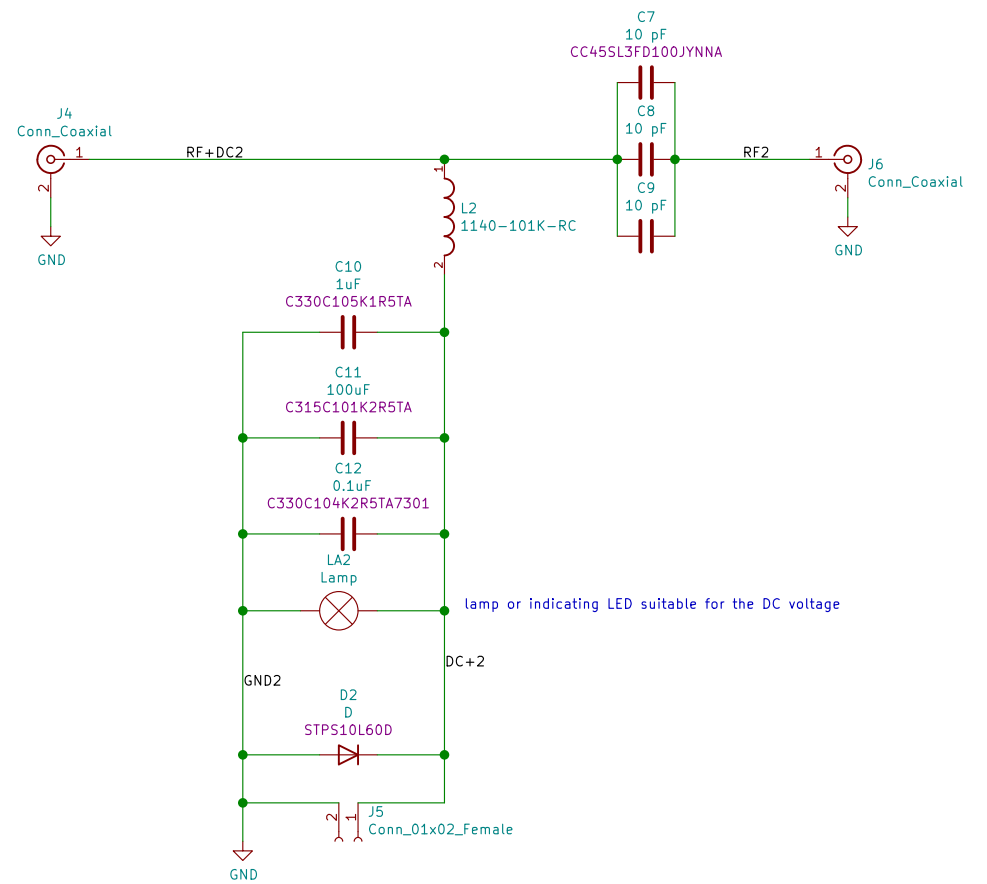 C7
10 pF
CC45SL3FD100JYNNA
J4
Conn_Coaxial
1
2
GND
RF+DC2
C8
10 pF
C9
10 pF
RF2
1
2
J6
Conn_Coaxial
GND
1
L2
1140-101K-RC
2
C10
1uF
C330C105K1R5TA
C11
100uF
C315C101K2R5TA
C12
0.1uF
C330C104K2R5TA7301
LA2
Lamp
lamp or indicating LED suitable for the DC voltage
DC+2
GND2
D2
D
STPS10L60D
2
1
J5
Conn_01x02_Female
GND